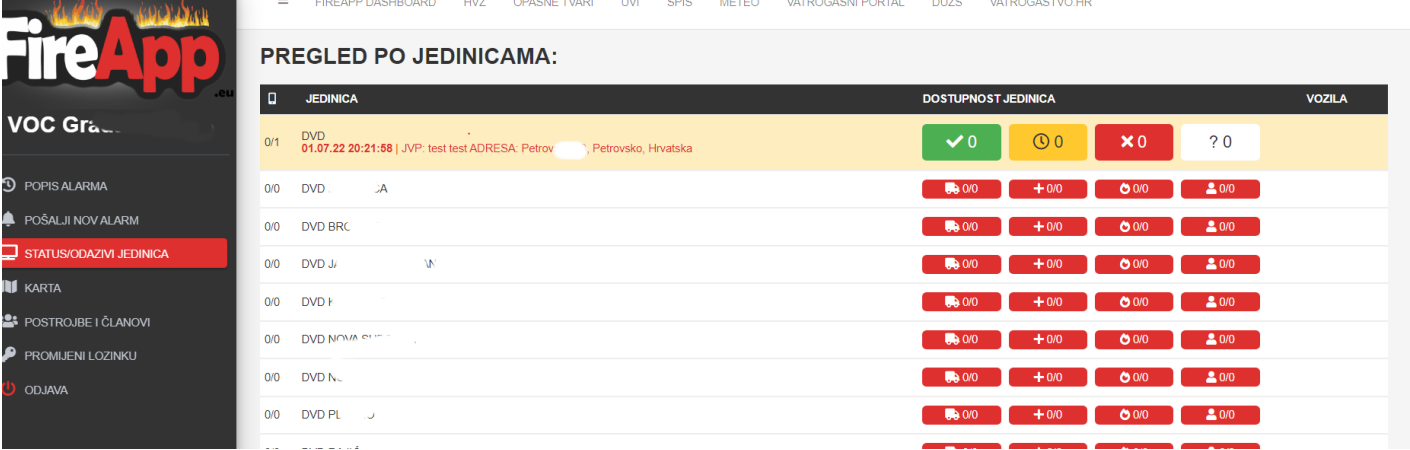 FIREAPP DASHBOARD HVZ OPASNE TVARI UVI SPIS METEO VATROGASNI PORTAL DUZS VATROGASTVO.HR
FireApp
.eu
VOC
POPIS ALARMA
POŠALJI NOV ALARM
STATUS/ODAZIVI JEDINICA
KARTA
POSTROJBE I ČLANOVI
PROMIJENI LOZINKU
ODJAVA
PREGLED PO JEDINICAMA:
JEDINICA DOSTUPNOST JEDINICA VOZILA
0/1 DVD 0 0 0 ? 0
01.07.22 20:21:58 | JVP: test test ADRESA: , Petrovsko, Hrvatska
0/0 DVD 0/0 0/0 0/0 0/0
0/0 DVD 0/0 0/0 0/0 0/0
0/0 DVD 0/0 0/0 0/0 0/0
0/0 DVD 0/0 0/0 0/0 0/0
0/0 DVD NOVA 0/0 0/0 0/0 0/0
0/0 DVD 0/0 0/0 0/0 0/0
0/0 DVD 0/0 0/0 0/0 0/0